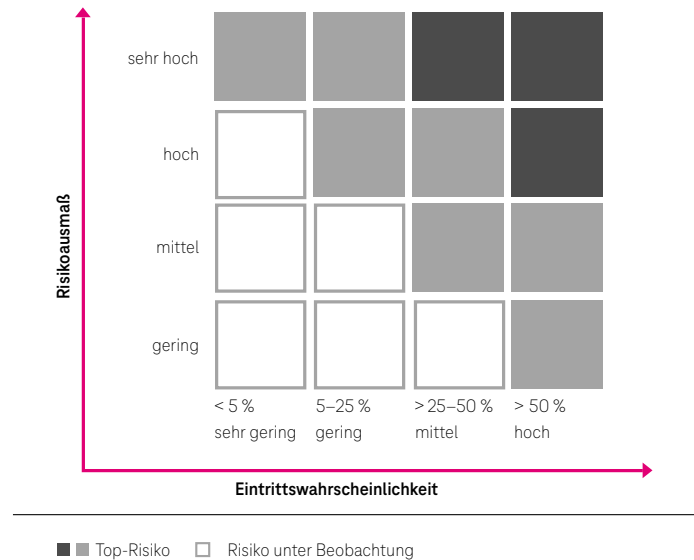 sehr hoch
hoch
Risikoausmaß
mittel
gering
< 5 % 5–25 % > 25–50 % > 50 %
sehr gering gering mittel hoch
Eintrittswahrscheinlichkeit
Top-Risiko Risiko unter Beobachtung